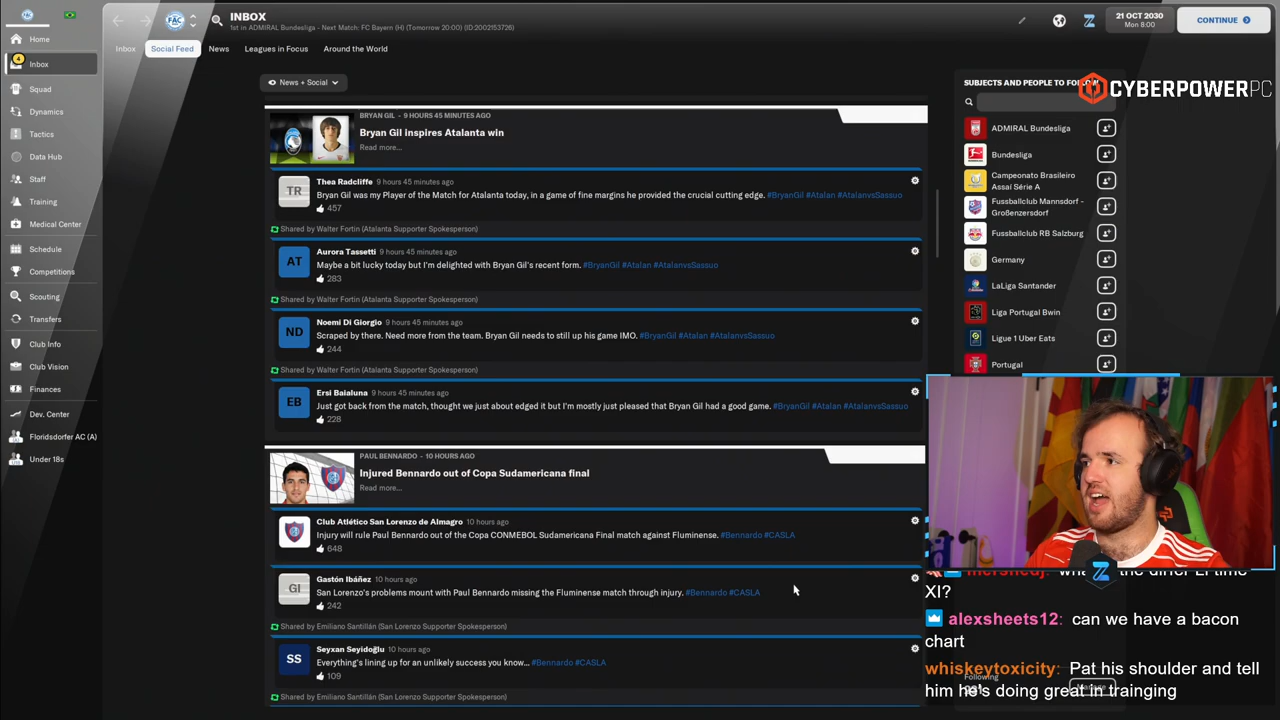 FAC
INBOX
1st in ADMIRAL Bundesliga - Next Match: FC Bayern (H) (Tomorrow 20:00) (ID:2002153726)
21 OCT 2030
Mon 8:00
CONTINUE
Home
4
Inbox
Squad
Dynamics
Tactics
Data Hub
Staff
Training
Medical Center
Schedule
Competitions
Scouting
Transfers
Club Info
Club Vision
Finances
Dev. Center
Floridsdorfer AC (A)
Under 18s
Inbox
Social Feed
News
Leagues in Focus
Around the World
News + Social
BRYAN GIL - 9 HOURS 45 MINUTES AGO
Bryan Gil inspires Atalanta win
Read more...
TR
Thea Radcliffe 9 hours 45 minutes ago
Bryan Gil was my Player of the Match for Atalanta today, in a game of fine margins he provided the crucial cutting edge. #BryanGil #Atalan #AtalanvsSassuo
457
Shared by Walter Fortin (Atalanta Supporter Spokesperson)
AT
Aurora Tassetti 9 hours 45 minutes ago
Maybe a bit lucky today but I'm delighted with Bryan Gil's recent form. #BryanGil #Atalan #AtalanvsSassuo
283
Shared by Walter Fortin (Atalanta Supporter Spokesperson)
ND
Noemi Di Giorgio 9 hours 45 minutes ago
Scraped by there. Need more from the team. Bryan Gil needs to still up his game IMO. #BryanGil #Atalan #AtalanvsSassuo
244
Shared by Walter Fortin (Atalanta Supporter Spokesperson)
EB
Ersi Baialuna 9 hours 45 minutes ago
Just got back from the match, thought we just about edged it but I'm mostly just pleased that Bryan Gil had a good game. #BryanGil #Atalan #AtalanvsSassuo
228
PAUL BENNARDO - 10 HOURS AGO
Injured Bennardo out of Copa Sudamericana final
Read more...
Club Atlético San Lorenzo de Almagro 10 hours ago
Injury will rule Paul Bennardo out of the Copa CONMEBOL Sudamericana Final match against Fluminense. #Bennardo #CASLA
648
GI
Gastón Ibáñez 10 hours ago
San Lorenzo's problems mount with Paul Bennardo missing the Fluminense match through injury. #Bennardo #CASLA
242
Shared by Emiliano Santillán (San Lorenzo Supporter Spokesperson)
SS
Seyxan Seyidoğlu 10 hours ago
Everything's lining up for an unlikely success you know... #Bennardo #CASLA
109
Shared by Emiliano Santillán (San Lorenzo Supporter Spokesperson)
SUBJECTS AND PEOPLE TO
CYBERPOWERPC
ADMIRAL Bundesliga
Bundesliga
Campeonato Brasileiro
Assaí Série A
Fussballclub Mannsdorf -
Großenzersdorf
Fussballclub RB Salzburg
Germany
LaLiga Santander
Liga Portugal Bwin
Ligue 1 Uber Eats
Portugal
XI?
alexsheets12: can we have a bacon
chart
whiskeytoxicity: Pat his shoulder and tell
him he's doing great in trainging
Following